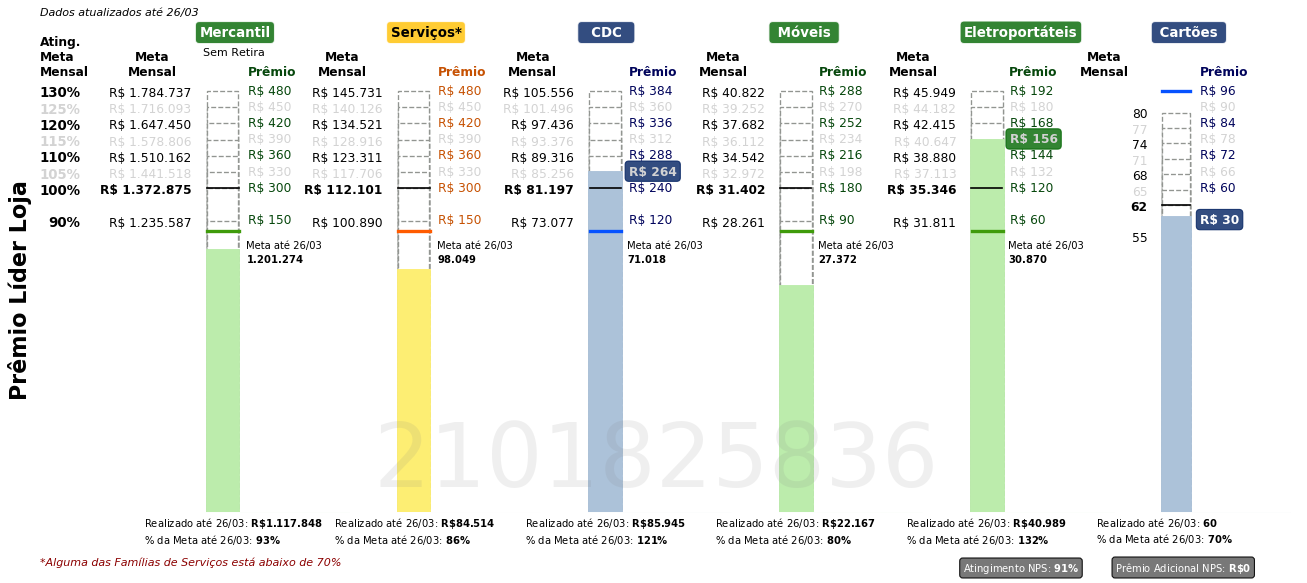 Dados atualizados até 26/03
Mercantil Serviços* CDC Móveis Eletroportáteis Cartões
Sem Retira
Ating. Meta Mensal Meta Mensal Prêmio Meta Mensal Prêmio Meta Mensal Prêmio Meta Mensal Prêmio Meta Mensal Prêmio Meta Mensal Prêmio
130% R$ 1.784.737 R$ 480 R$ 145.731 R$ 480 R$ 105.556 R$ 384 R$ 40.822 R$ 288 R$ 45.949 R$ 192 R$ 96
125% R$ 1.716.093 R$ 450 R$ 140.126 R$ 450 R$ 101.496 R$ 360 R$ 39.252 R$ 270 R$ 44.182 R$ 180 80 R$ 90
120% R$ 1.647.450 R$ 420 R$ 134.521 R$ 420 R$ 97.436 R$ 336 R$ 37.682 R$ 252 R$ 42.415 R$ 168 77 R$ 84
115% R$ 1.578.806 R$ 390 R$ 128.916 R$ 390 R$ 93.376 R$ 312 R$ 36.112 R$ 234 R$ 40.647 R$ 156 74 R$ 78
110% R$ 1.510.162 R$ 360 R$ 123.311 R$ 360 R$ 89.316 R$ 288 R$ 34.542 R$ 216 R$ 38.880 R$ 144 71 R$ 72
105% R$ 1.441.518 R$ 330 R$ 117.706 R$ 330 R$ 85.256 R$ 264 R$ 32.972 R$ 198 R$ 37.113 R$ 132 68 R$ 66
100% R$ 1.372.875 R$ 300 R$ 112.101 R$ 300 R$ 81.197 R$ 240 R$ 31.402 R$ 180 R$ 35.346 R$ 120 65 R$ 60
62
90% R$ 1.235.587 R$ 150 R$ 100.890 R$ 150 R$ 73.077 R$ 120 R$ 28.261 R$ 90 R$ 31.811 R$ 60 R$ 30
55
Meta até 26/03 Meta até 26/03 Meta até 26/03 Meta até 26/03 Meta até 26/03
1.201.274 98.049 71.018 27.372 30.870
Prêmio Líder Loja
2101825836
Realizado até 26/03: R$1.117.848 Realizado até 26/03: R$84.514 Realizado até 26/03: R$85.945 Realizado até 26/03: R$22.167 Realizado até 26/03: R$40.989 Realizado até 26/03: 60
% da Meta até 26/03: 93% % da Meta até 26/03: 86% % da Meta até 26/03: 121% % da Meta até 26/03: 80% % da Meta até 26/03: 132% % da Meta até 26/03: 70%
*Alguma das Famílias de Serviços está abaixo de 70% Atingimento NPS: 91% Prêmio Adicional NPS: R$0